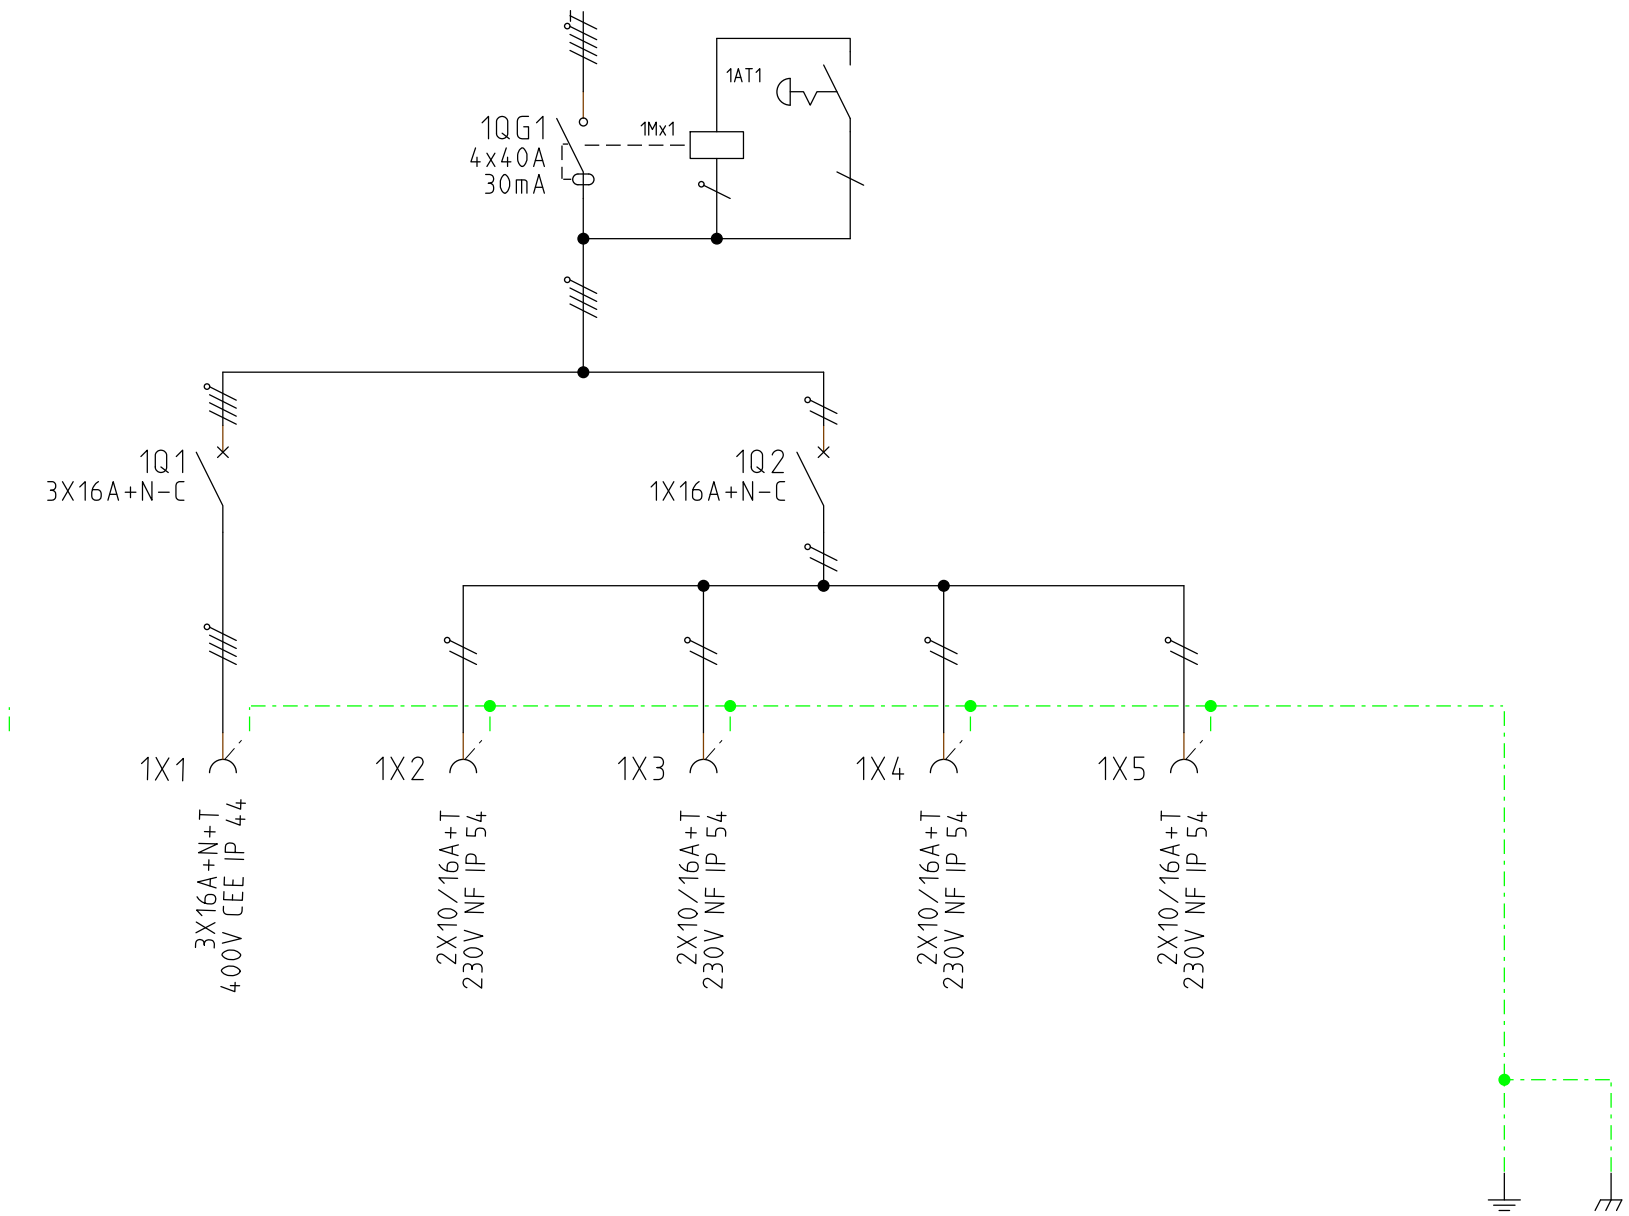 1AT1
1QG1
4x40A
30mA
1Mx1
1Q1
3X16A+N-C
1Q2
1X16A+N-C
1X1
3X16A+N+T
400V CEE IP 44
1X2
2X10/16A+T
230V NF IP 54
1X3
2X10/16A+T
230V NF IP 54
1X4
2X10/16A+T
230V NF IP 54
1X5
2X10/16A+T
230V NF IP 54